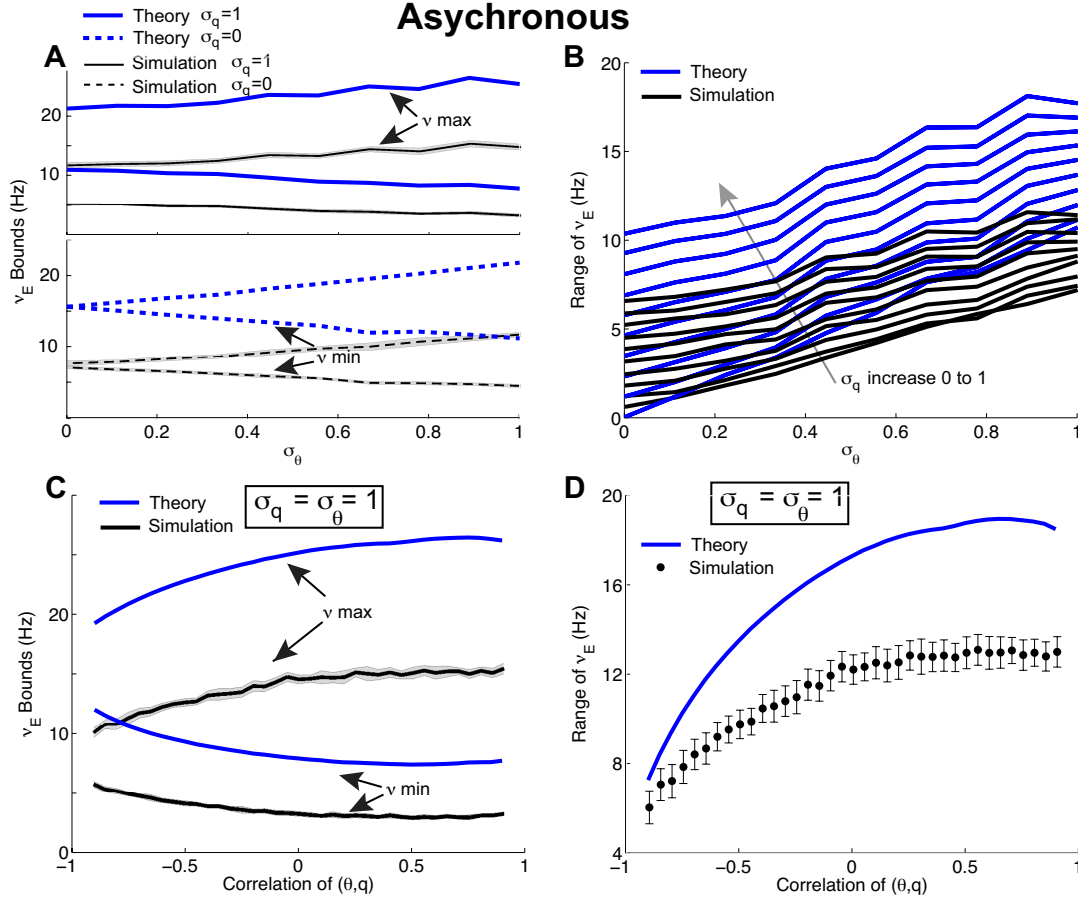 Asychronous
A
Theory σq=1
Theory σq=0
Simulation σq=1
Simulation σq=0
νE Bounds (Hz)
20
10
ν max
20
10
0
ν min
0 0.2 0.4 0.6 0.8 1
σθ
B
Theory
Simulation
Range of νE (Hz)
20
15
10
5
0
σq increase 0 to 1
0 0.2 0.4 0.6 0.8 1
σθ
C
Theory
Simulation
σq = σθ = 1
νE Bounds (Hz)
30
20
10
0
ν max
ν min
−1 −0.5 0 0.5 1
Correlation of (θ,q)
D
σq = σθ = 1
Theory
Simulation
Range of νE (Hz)
20
16
12
8
4
−1 −0.5 0 0.5 1
Correlation of (θ,q)